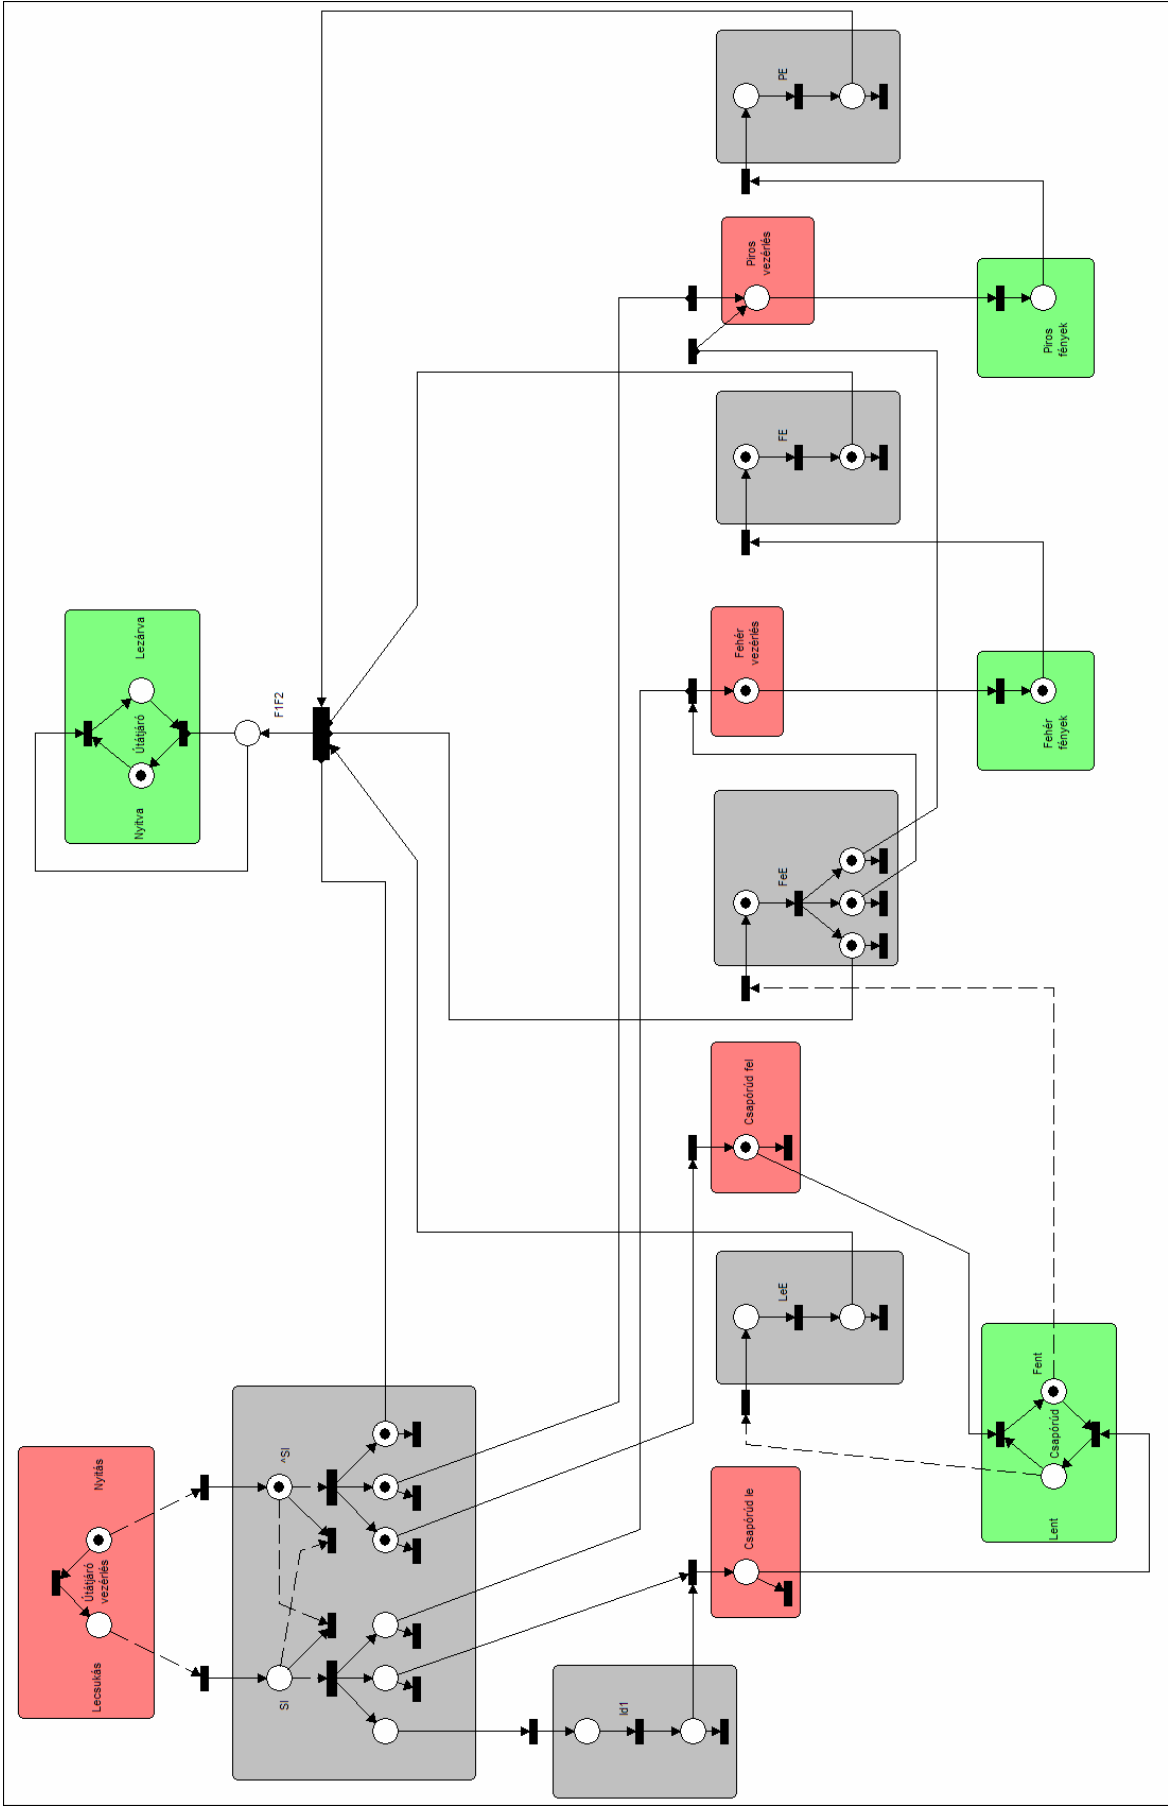 Lecsukás
Útátjáró
vezérlés
Nyitás
Nyitva
Útátjáró
Lezárva
SI
^SI
F1F2
Id1
Csapórúd le
Csapórúd fel
Fehér
vezérlés
Piros
vezérlés
LeE
FeE
FE
PE
Lent
Csapórúd
Fent
Fehér
fények
Piros
fények